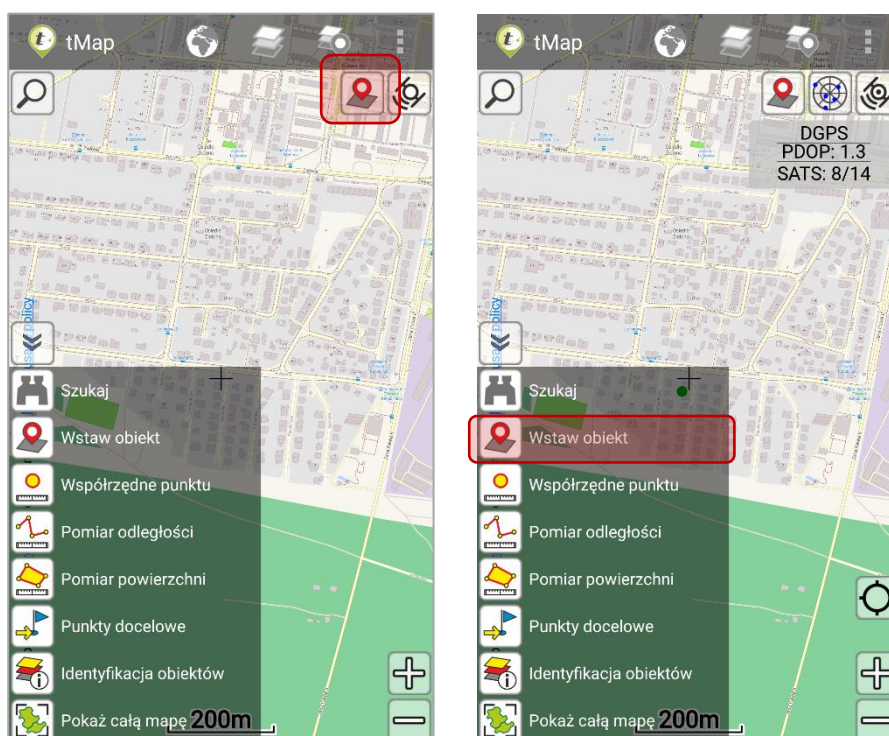 tMap
policy
Szukaj
Wstaw obiekt
Współrzędne punktu
Pomiar odległości
Pomiar powierzchni
Punkty docelowe
Identyfikacja obiektów
Pokaż całą mapę
200m
tMap
DGPS
PDOP: 1.3
SATS: 8/14
policy
Szukaj
Wstaw obiekt
Współrzędne punktu
Pomiar odległości
Pomiar powierzchni
Punkty docelowe
Identyfikacja obiektów
Pokaż całą mapę
200m